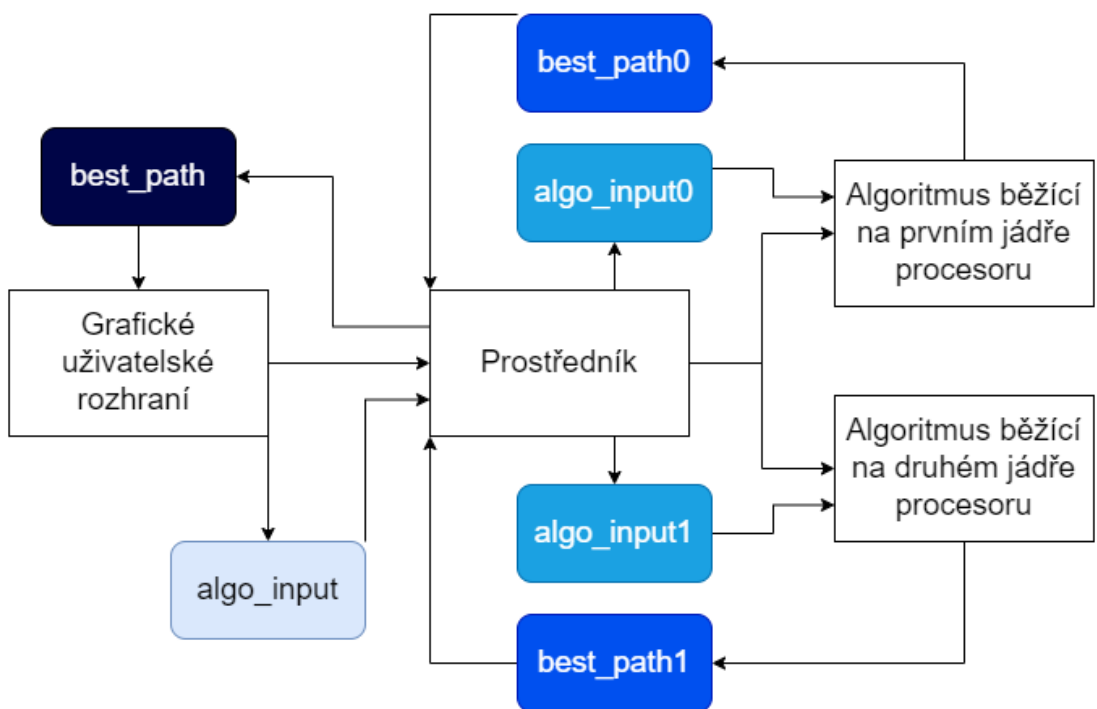 best_path0
best_path
algo_input0
Algoritmus běžící
na prvním jádře
procesoru
Grafické
uživatelské
rozhraní
Prostředník
Algoritmus běžící
na druhém jádře
procesoru
algo_input1
algo_input
best_path1